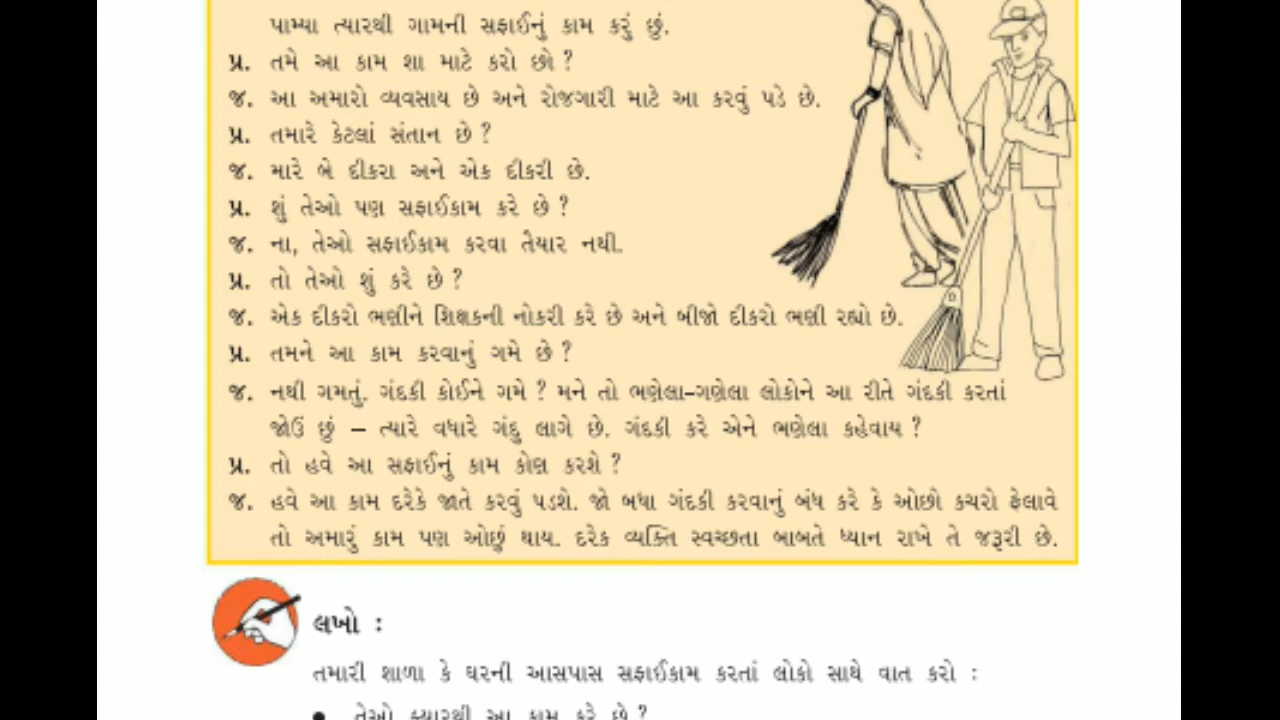 પામ્યા ત્યારથી ગામની સફાઈનું કામ કરું છું.
પ્ર. તમે આ કામ શા માટે કરો છો ?
જ. આ અમારો વ્યવસાય છે અને રોજગારી માટે આ કરવું પડે છે.
પ્ર. તમારે કેટલાં સંતાન છે ?
જ. મારે બે દીકરા અને એક દીકરી છે.
પ્ર. શું તેઓ પણ સફાઈકામ કરે છે ?
જ. ના, તેઓ સફાઈકામ કરવા તૈયાર નથી.
પ્ર. તો તેઓ શું કરે છે ?
જ. એક દીકરો ભણીને શિક્ષકની નોકરી કરે છે અને બીજો દીકરો ભણી રહ્યો છે.
પ્ર. તમને આ કામ કરવાનું ગમે છે ?
જ. નથી ગમતું. ગંદકી કોઈને ગમે ? મને તો ભણેલા-ગણેલા લોકોને આ રીતે ગંદકી કરતાં
જોઉં છું – ત્યારે વધારે ગંદુ લાગે છે. ગંદકી કરે એને ભણેલા કહેવાય ?
પ્ર. તો હવે આ સફાઈનું કામ કોણ કરશે ?
જ. હવે આ કામ દરેકે જાતે કરવું પડશે. જો બધા ગંદકી કરવાનું બંધ કરે કે ઓછો કચરો ફેલાવે
તો અમારું કામ પણ ઓછું થાય. દરેક વ્યક્તિ સ્વચ્છતા બાબતે ધ્યાન રાખે તે જરૂરી છે.
લખો :
તમારી શાળા કે ઘરની આસપાસ સફાઈકામ કરતાં લોકો સાથે વાત કરો :
● તેઓ ક્યારથી આ કામ કરે છે ?